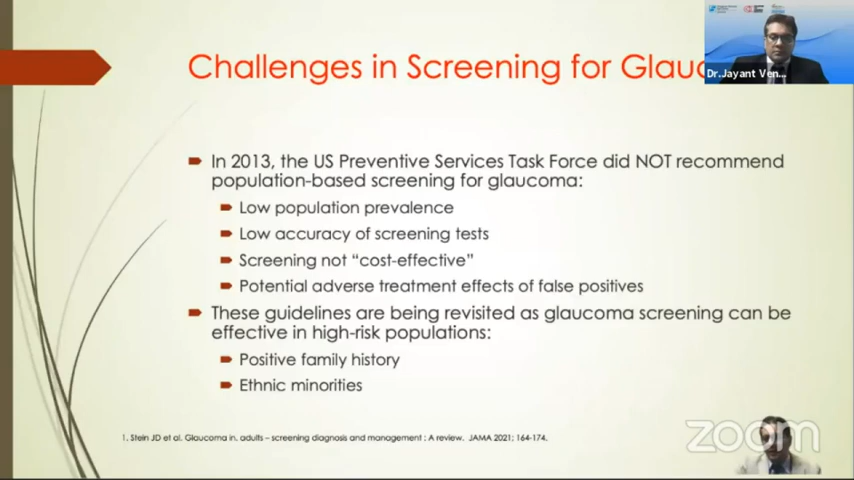 Challenges in Screening for Glauc
Dr.Jayant Ven...
In 2013, the US Preventive Services Task Force did NOT recommend
population-based screening for glaucoma:
Low population prevalence
Low accuracy of screening tests
Screening not “cost-effective”
Potential adverse treatment effects of false positives
These guidelines are being revisited as glaucoma screening can be
effective in high-risk populations:
Positive family history
Ethnic minorities
1. Stein JD et al. Glaucoma in. adults – screening diagnosis and management : A review. JAMA 2021; 164-174.
zoom